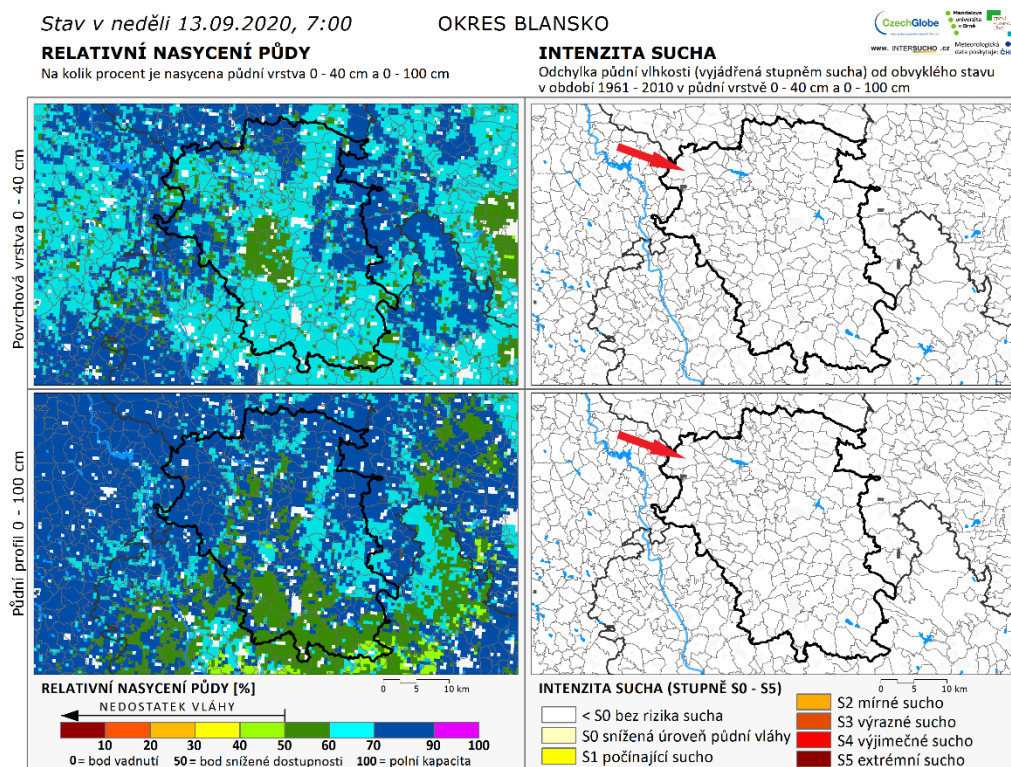 Stav v neděli 13.09.2020, 7:00
OKRES BLANSKO
CzechGlobe
Mendelova
univerzita
v Brně
www. INTERSUCHO .cz
Meteorologická
data poskytuje:
RELATIVNÍ NASYCENÍ PŮDY
Na kolik procent je nasycena půdní vrstva 0 - 40 cm a 0 - 100 cm
INTENZITA SUCHA
Odchylka půdní vlhkosti (vyjádřená stupněm sucha) od obvyklého stavu
v období 1961 - 2010 v půdní vrstvě 0 - 40 cm a 0 - 100 cm
Povrchová vrstva 0 - 40 cm
Půdní profil 0 - 100 cm
RELATIVNÍ NASYCENÍ PŮDY [%]
0 5 10 km
NEDOSTATEK VLÁHY
10 20 30 40 50 60 70 80 90 100
0 = bod vadnutí 50 = bod snížené dostupnosti 100 = polní kapacita
INTENZITA SUCHA (STUPNĚ S0 - S5)
0 5 10 km
< S0 bez rizika sucha
S0 snížená úroveň půdní vláhy
S1 počínající sucho
S2 mírné sucho
S3 výrazné sucho
S4 výjimečné sucho
S5 extrémní sucho